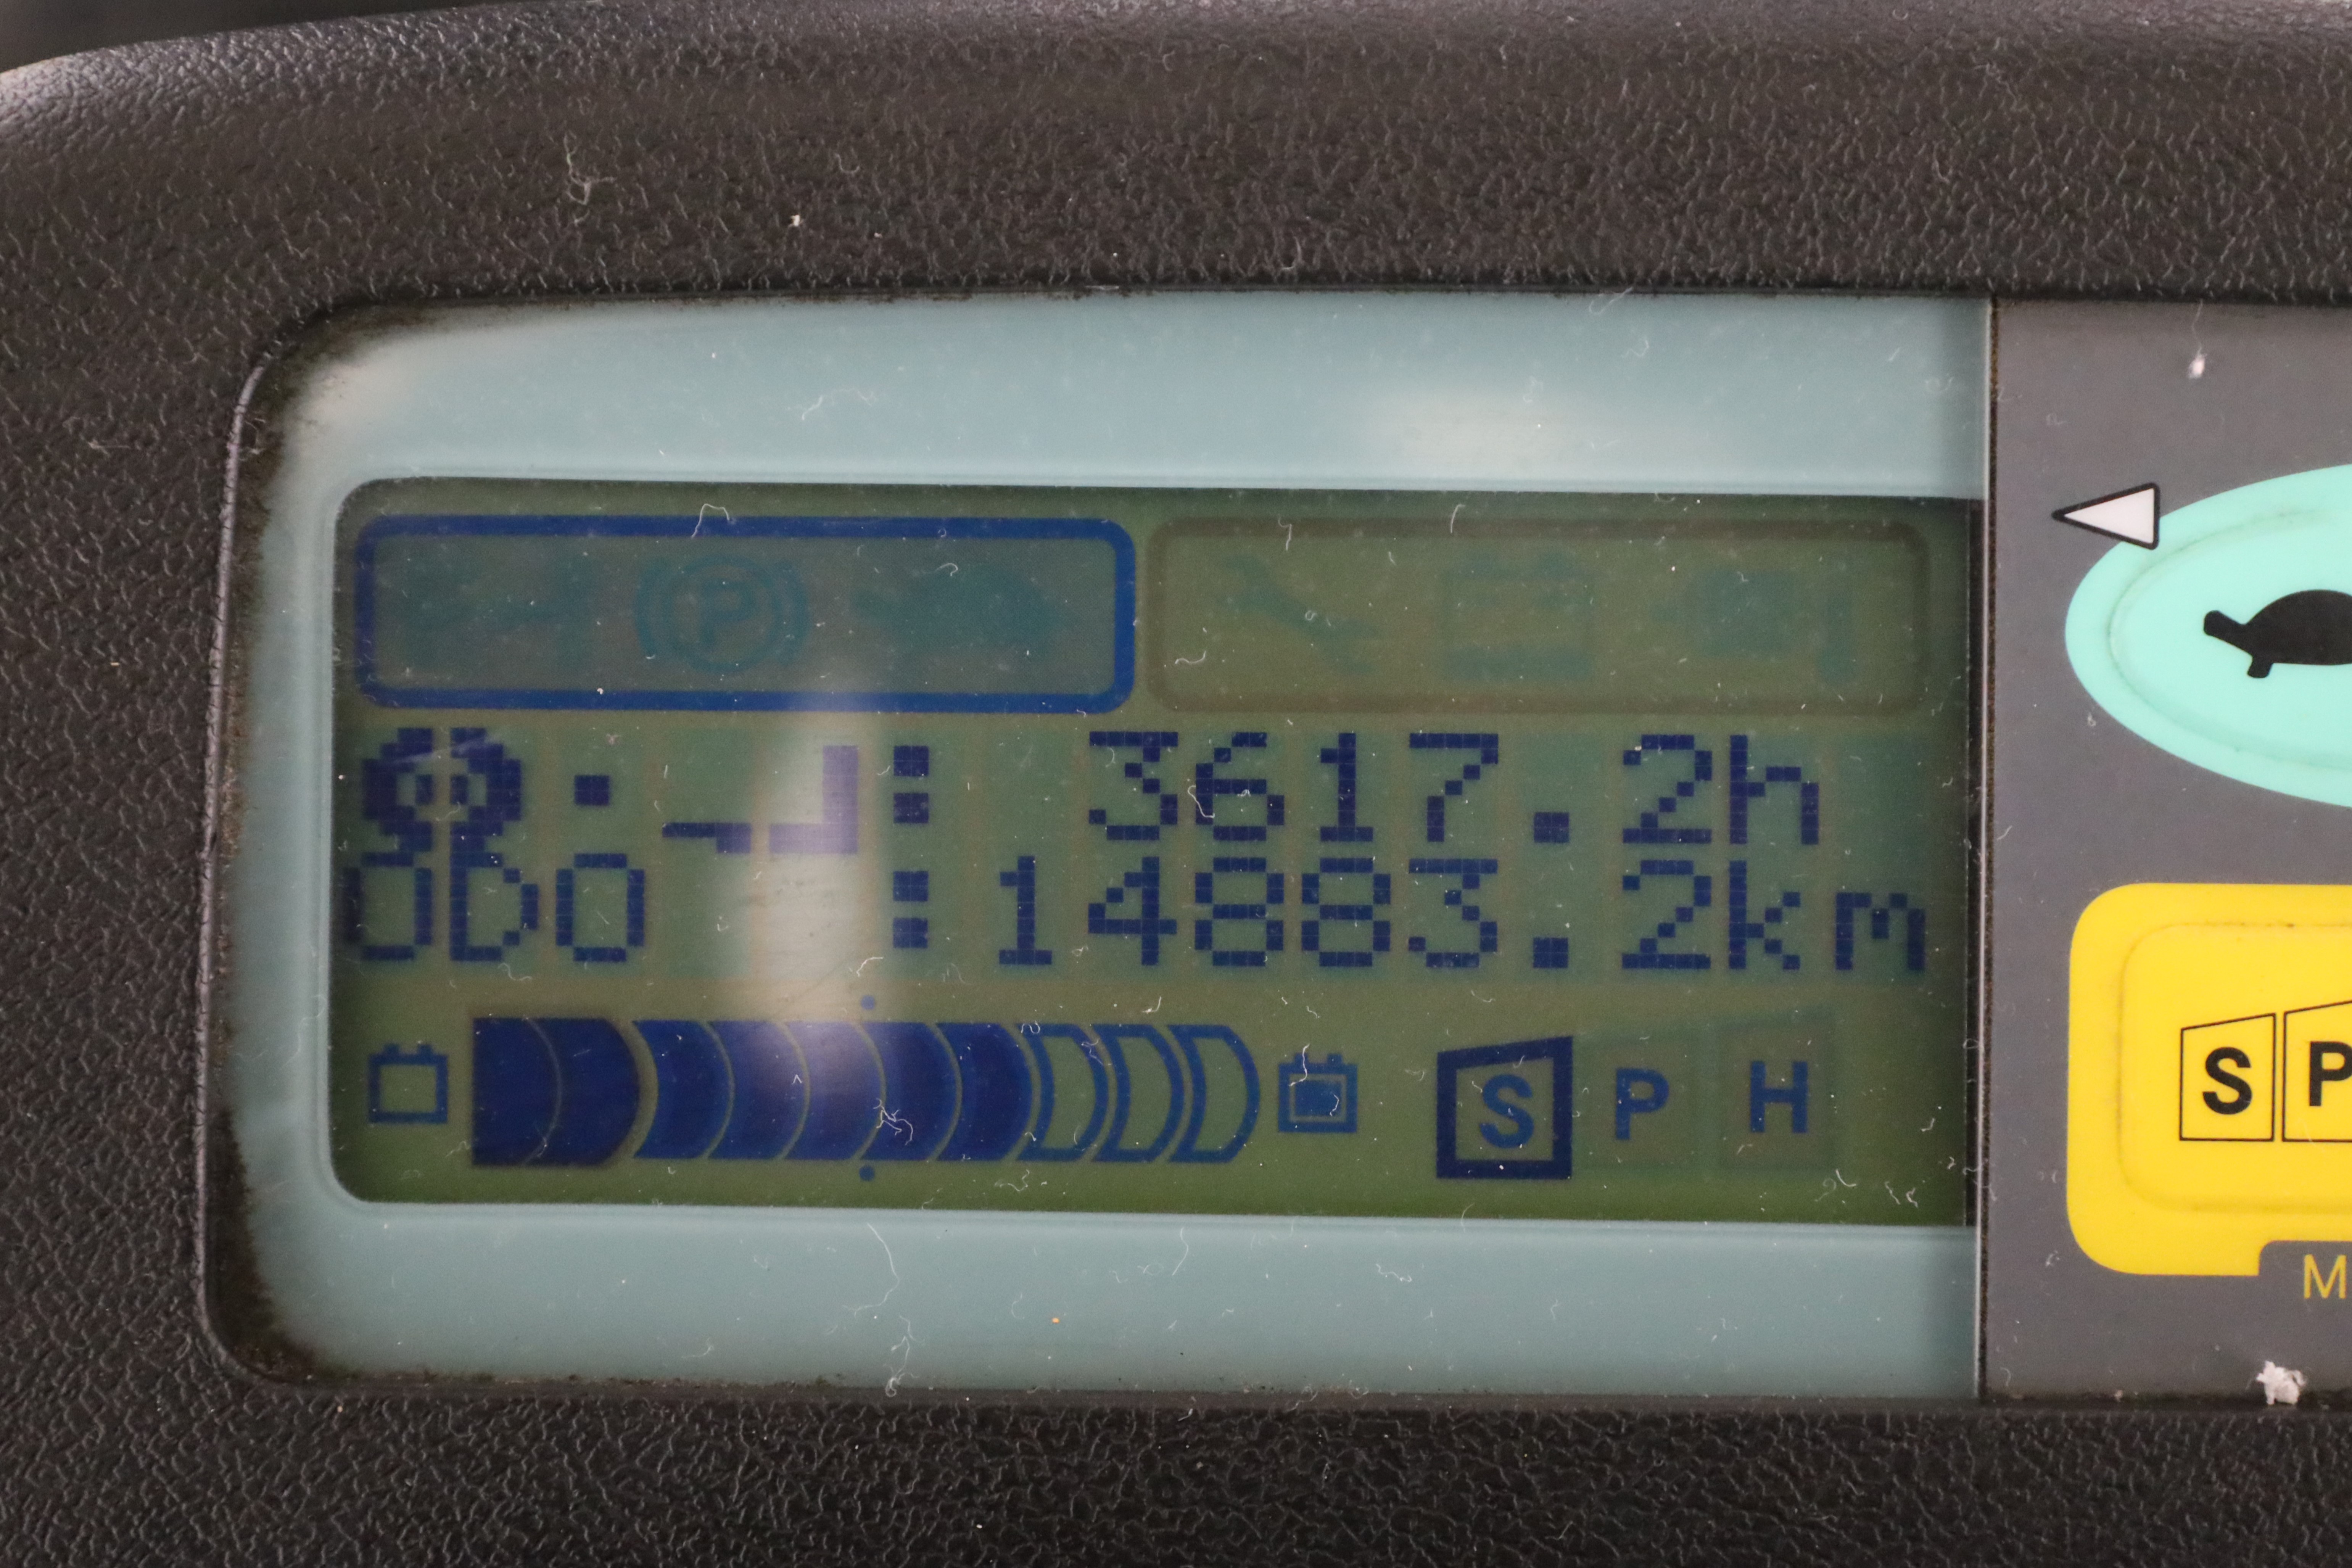 P
3617.2h
ODO : 14883.2km
S P H
S P
M